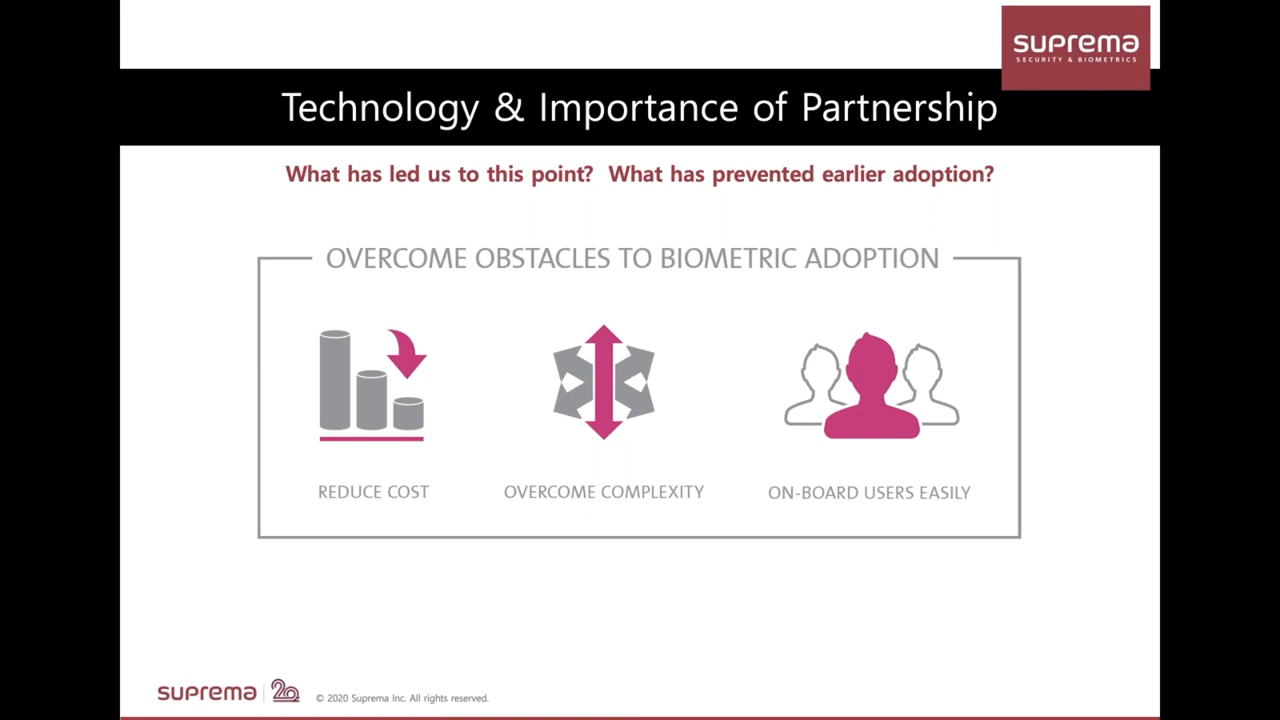 suprema
SECURITY & BIOMETRICS
Technology & Importance of Partnership
What has led us to this point? What has prevented earlier adoption?
OVERCOME OBSTACLES TO BIOMETRIC ADOPTION
REDUCE COST
OVERCOME COMPLEXITY
ON-BOARD USERS EASILY
suprema 20 © 2020 Suprema Inc. All rights reserved.